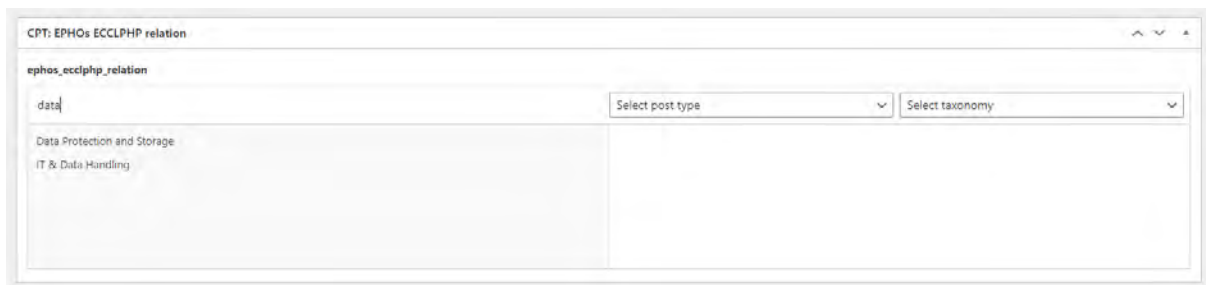 CPT: EPHOs ECCLPHP relation
ephos_ecclphp_relation
data
Select post type
Select taxonomy
Data Protection and Storage
IT & Data Handling